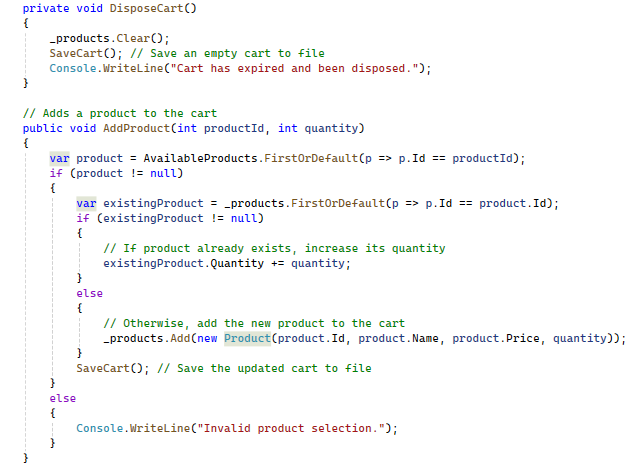 private void DisposeCart()
{
_products.Clear();
SaveCart(); // Save an empty cart to file
Console.WriteLine("Cart has expired and been disposed.");
}
// Adds a product to the cart
public void AddProduct(int productId, int quantity)
{
var product = AvailableProducts.FirstOrDefault(p => p.Id == productId);
if (product != null)
{
var existingProduct = _products.FirstOrDefault(p => p.Id == product.Id);
if (existingProduct != null)
{
// If product already exists, increase its quantity
existingProduct.Quantity += quantity;
}
else
{
// Otherwise, add the new product to the cart
_products.Add(new Product(product.Id, product.Name, product.Price, quantity));
}
SaveCart(); // Save the updated cart to file
}
else
{
Console.WriteLine("Invalid product selection.");
}
}